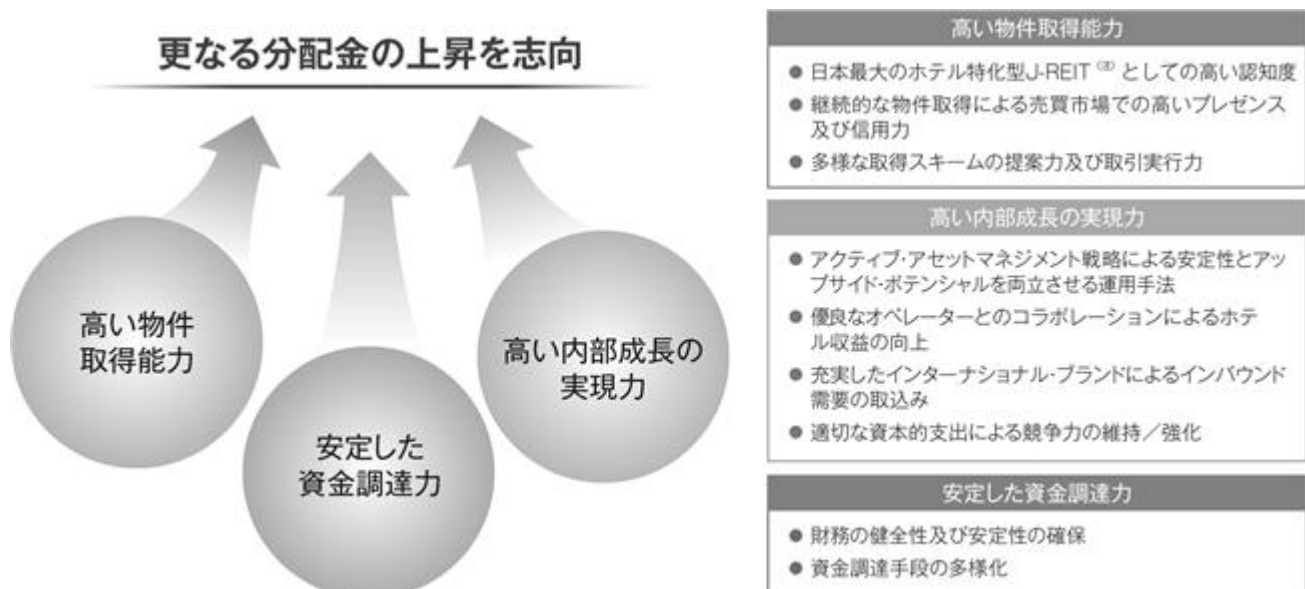 更なる分配金の上昇を志向
高い物件
取得能力
安定した
資金調達力
高い内部成長の
実現力
高い物件取得能力
● 日本最大のホテル特化型J-REIT（注）としての高い認知度
● 継続的な物件取得による売買市場での高いプレゼンス
及び信用力
● 多様な取得スキームの提案力及び取引実行力
高い内部成長の実現力
● アクティブ・アセットマネジメント戦略による安定性とアッ
プサイド・ポテンシャルを両立させる運用手法
● 優良なオペレーターとのコラボレーションによるホテ
ル収益の向上
● 充実したインターナショナル・ブランドによるインバウンド
需要の取込み
● 適切な資本的支出による競争力の維持／強化
安定した資金調達力
● 財務の健全性及び安定性の確保
● 資金調達手段の多様化